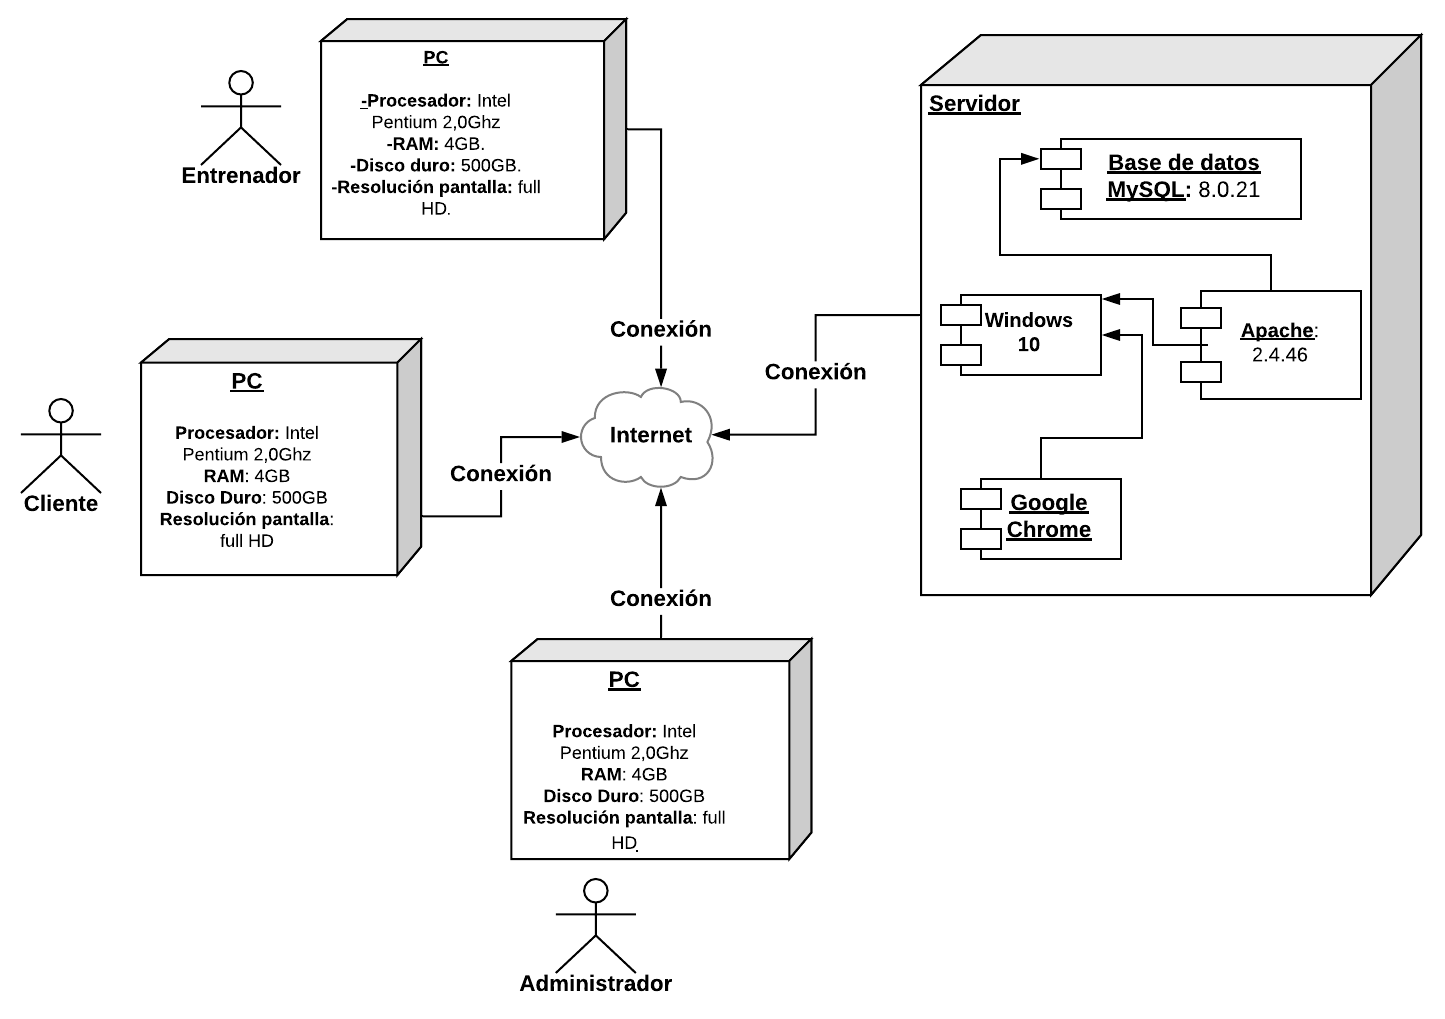 PC
-Procesador: Intel
Pentium 2,0Ghz
-RAM: 4GB.
-Disco duro: 500GB.
-Resolución pantalla: full
HD.
Entrenador
Servidor
Base de datos
MySQL: 8.0.21
Windows
10
Apache:
2.4.46
Google
Chrome
Conexión
Conexión
Internet
Conexión
Conexión
PC
Procesador: Intel
Pentium 2,0Ghz
RAM: 4GB
Disco Duro: 500GB
Resolución pantalla:
full HD
Cliente
PC
Procesador: Intel
Pentium 2,0Ghz
RAM: 4GB
Disco Duro: 500GB
Resolución pantalla: full
HD.
Administrador